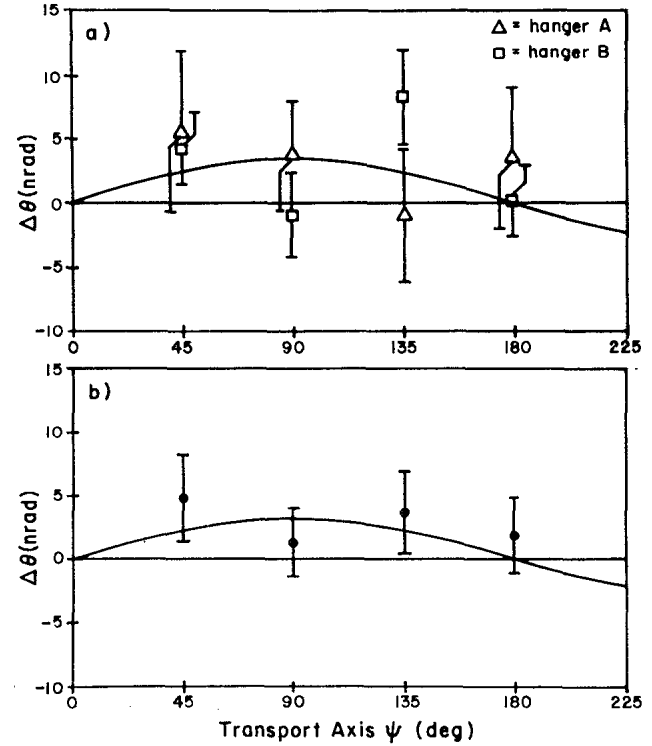 a)
△ = hanger A
□ = hanger B
15
10
5
0
-5
-10
Δθ(nrad)
0 45 90 135 180 225
b)
15
10
5
0
-5
-10
Δθ(nrad)
0 45 90 135 180 225
Transport Axis ψ (deg)